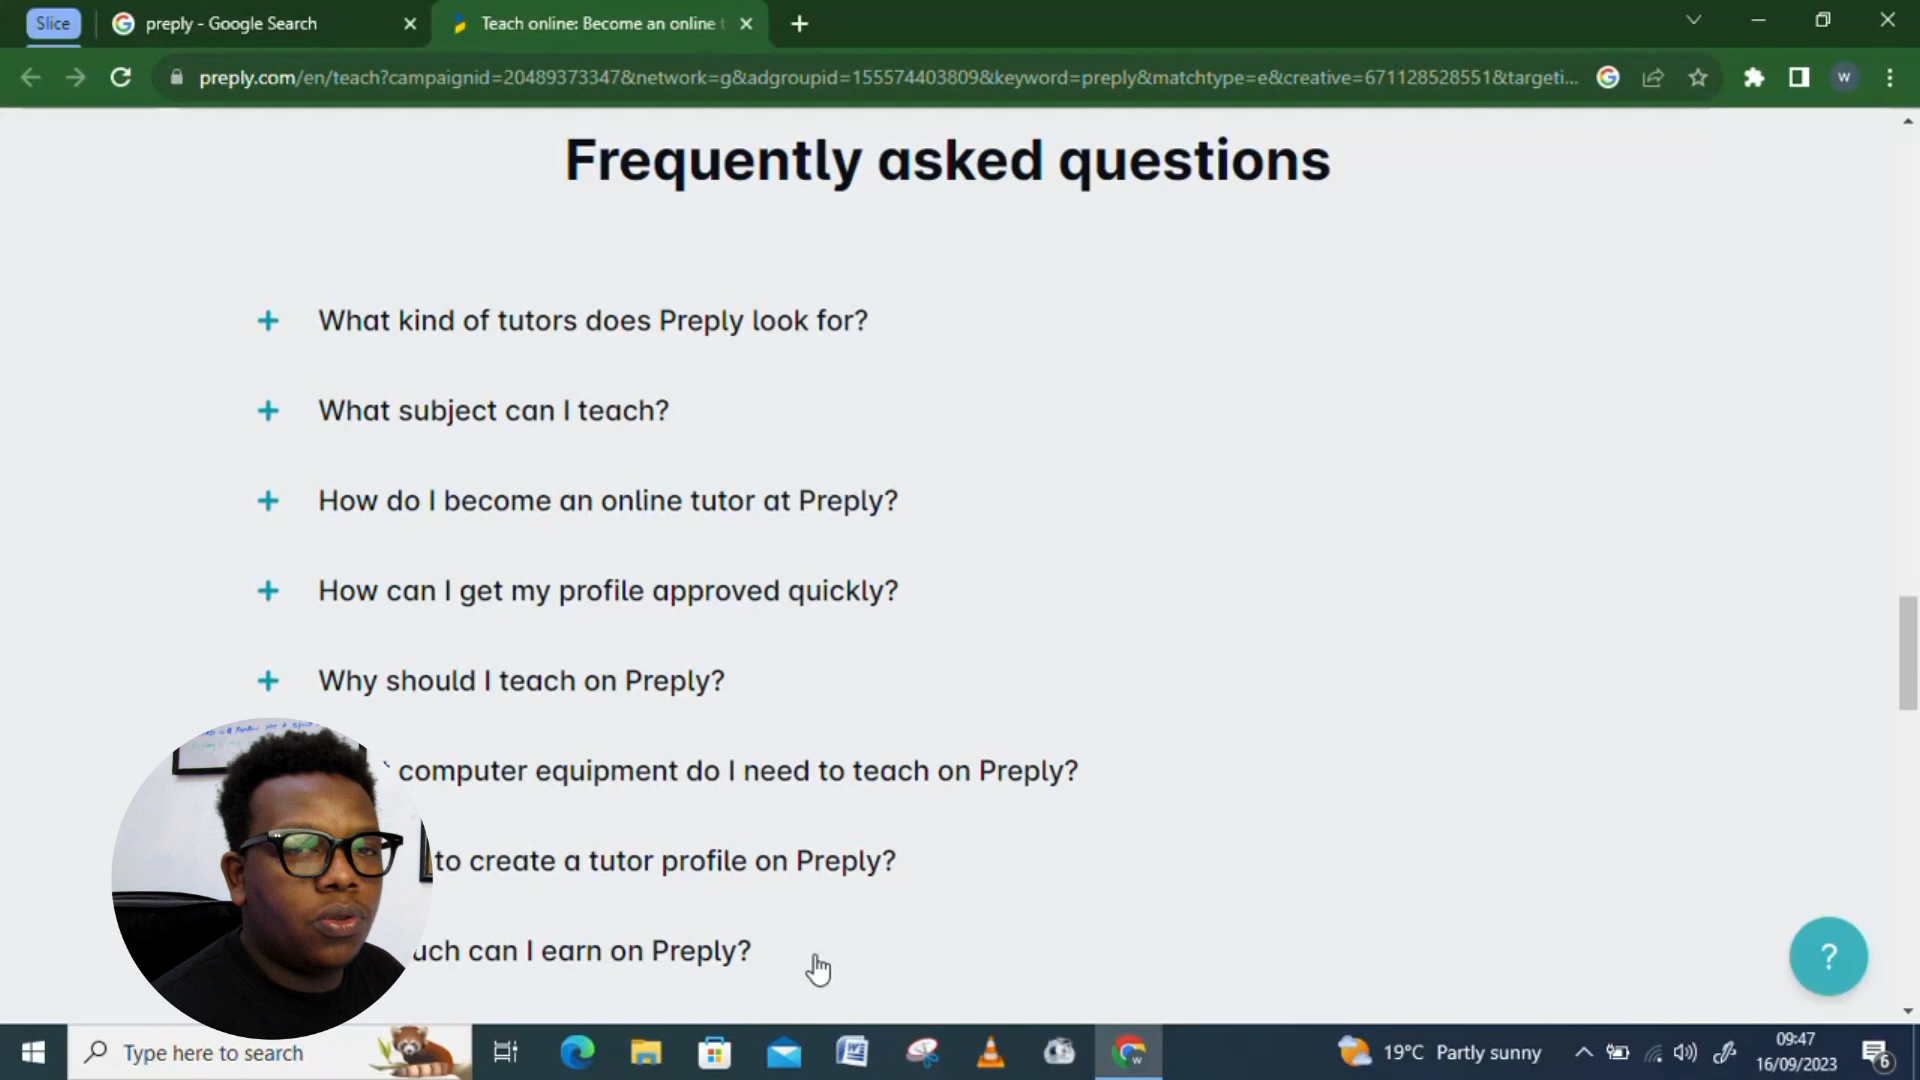 Slice
preply - Google Search
Teach online: Become an online t
preply.com/en/teach?campaignid=20489373347&network=g&adgroupid=155574403809&keyword=preply&matchtype=e&creative=671128528551&targeti...
W
Frequently asked questions
What kind of tutors does Preply look for?
What subject can I teach?
How do I become an online tutor at Preply?
How can I get my profile approved quickly?
Why should I teach on Preply?
computer equipment do I need to teach on Preply?
to create a tutor profile on Preply?
uch can I earn on Preply?
?
Type here to search
19°C Partly sunny
09:47
16/09/2023
6